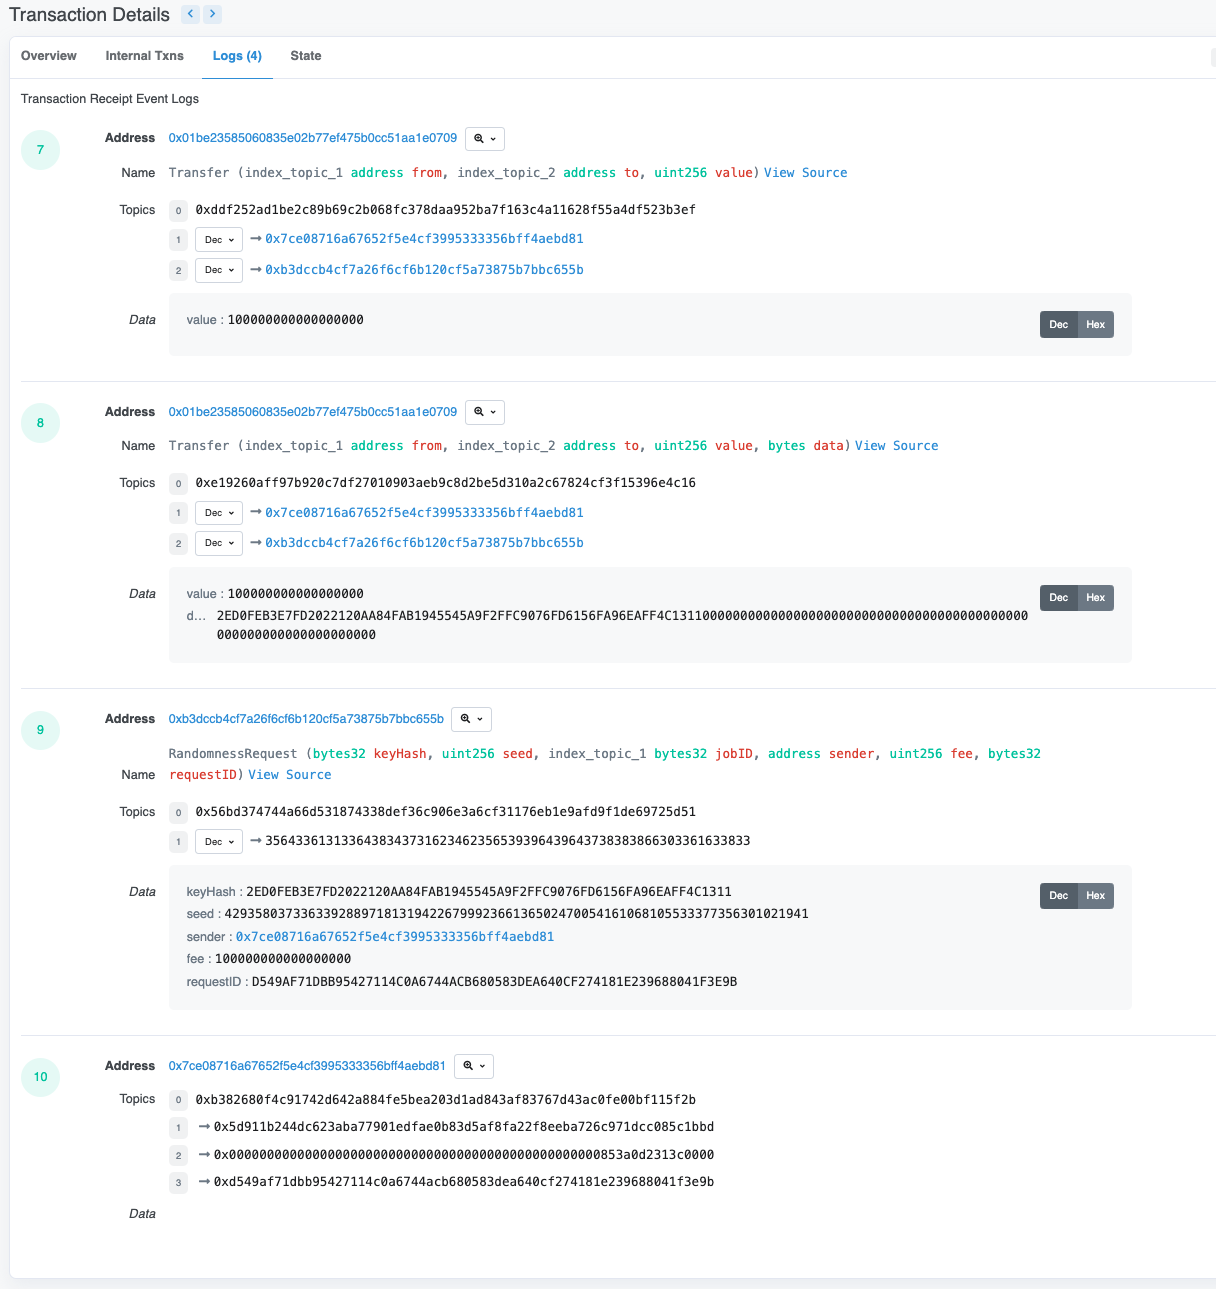 Transaction Details
Overview Internal Txns Logs (4) State
Transaction Receipt Event Logs
7
Address 0x01be23585060835e02b77ef475b0cc51aa1e0709
Name Transfer (index_topic_1 address from, index_topic_2 address to, uint256 value) View Source
Topics 0 0xddf252ad1be2c89b69c2b068fc378daa952ba7f163c4a11628f55a4df523b3ef
1 Dec → 0x7ce08716a67652f5e4cf3995333356bff4aebd81
2 Dec → 0xb3dccb4cf7a26f6cf6b120cf5a73875b7bbc655b
Data value : 100000000000000000 Dec Hex
8
Address 0x01be23585060835e02b77ef475b0cc51aa1e0709
Name Transfer (index_topic_1 address from, index_topic_2 address to, uint256 value, bytes data) View Source
Topics 0 0xe19260aff97b920c7df27010903aeb9c8d2be5d310a2c67824cf3f15396e4c16
1 Dec → 0x7ce08716a67652f5e4cf3995333356bff4aebd81
2 Dec → 0xb3dccb4cf7a26f6cf6b120cf5a73875b7bbc655b
Data value : 100000000000000000 Dec Hex
d... 2ED0FEB3E7FD2022120AA84FAB1945545A9F2FFC9076FD6156FA96EAFF4C13110000000000000000000000000000000000000000000
000000000000000000000
9
Address 0xb3dccb4cf7a26f6cf6b120cf5a73875b7bbc655b
RandomnessRequest (bytes32 keyHash, uint256 seed, index_topic_1 bytes32 jobID, address sender, uint256 fee, bytes32
Name requestID) View Source
Topics 0 0x56bd374744a66d531874338def36c906e3a6cf31176eb1e9afd9f1de69725d51
1 Dec → 3564336131336438343731623462356539396439643738383866303361633833
Data keyHash : 2ED0FEB3E7FD2022120AA84FAB1945545A9F2FFC9076FD6156FA96EAFF4C1311 Dec Hex
seed : 42935803733633928897181319422679992366136502470054161068105533377356301021941
sender : 0x7ce08716a67652f5e4cf3995333356bff4aebd81
fee : 100000000000000000
requestID : D549AF71DBB95427114C0A6744ACB680583DEA640CF274181E239688041F3E9B
10
Address 0x7ce08716a67652f5e4cf3995333356bff4aebd81
Topics 0 0xb382680f4c91742d642a884fe5bea203d1ad843af83767d43ac0fe00bf115f2b
1 → 0x5d911b244dc623aba77901edfae0b83d5af8fa22f8eeba726c971dcc085c1bbd
2 → 0x000000000000000000000000000000000000000000000000000853a0d2313c0000
3 → 0xd549af71dbb95427114c0a6744acb680583dea640cf274181e239688041f3e9b
Data